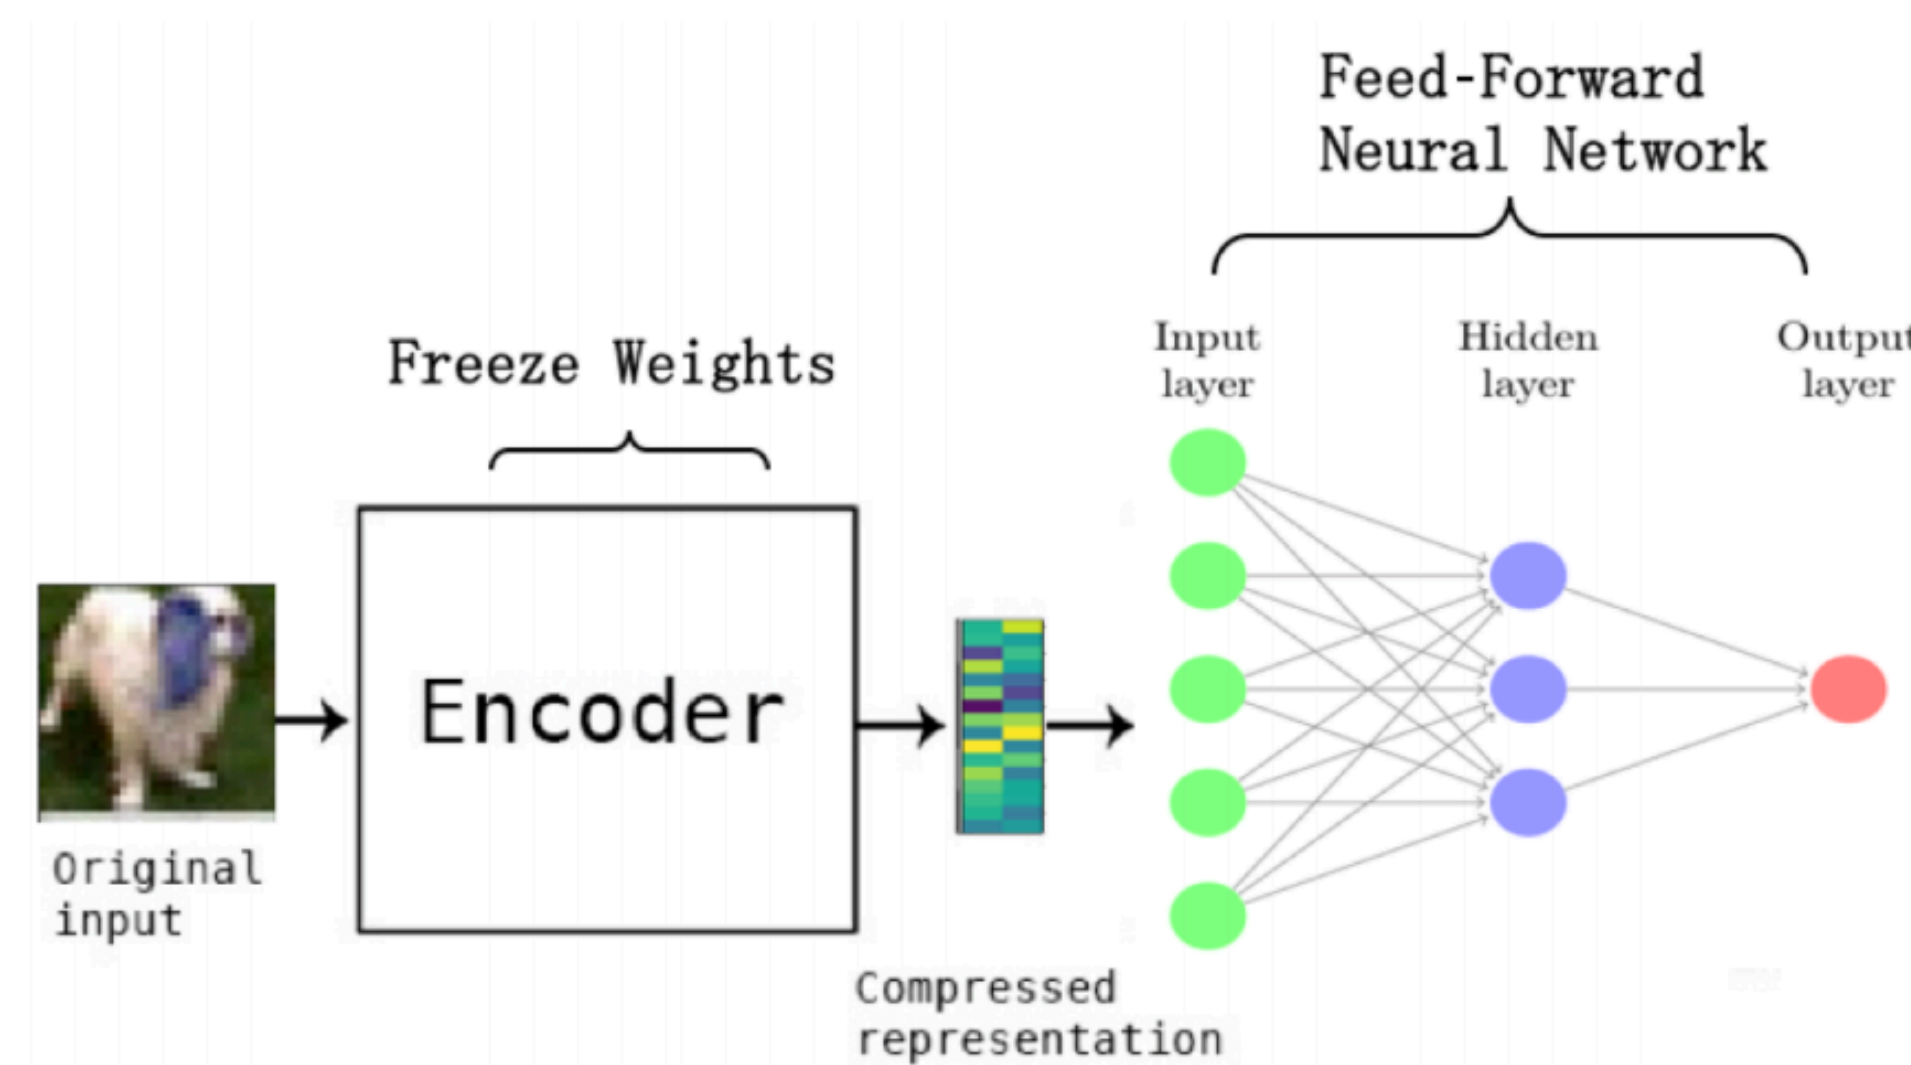 Feed-Forward
Neural Network
Freeze Weights
Input
layer
Hidden
layer
Output
layer
Encoder
Original
input
Compressed
representation